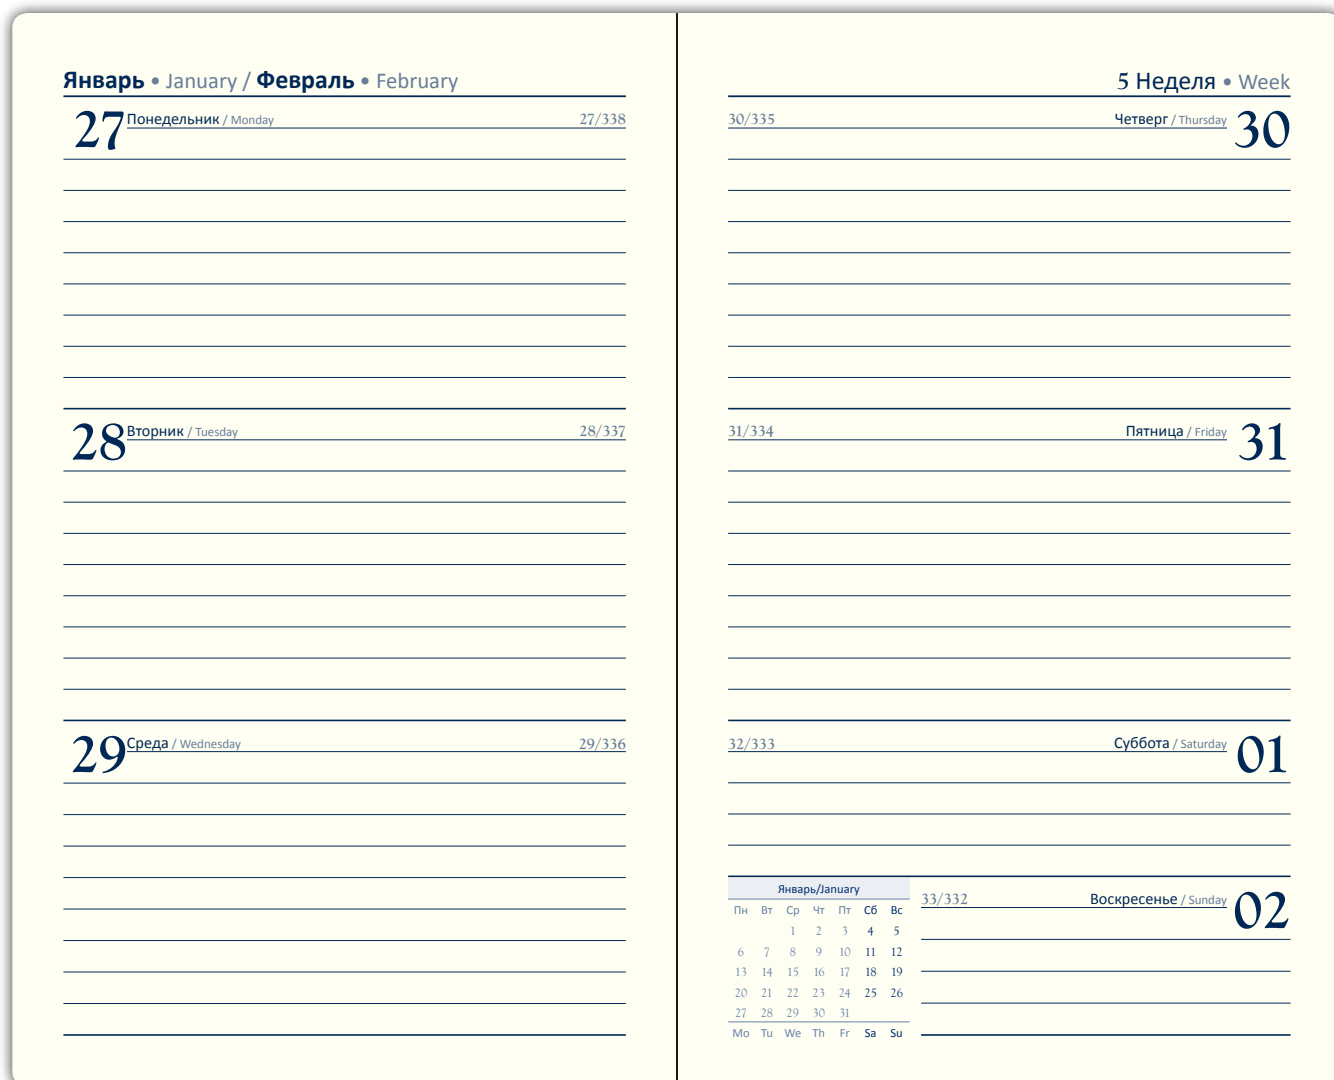 Январь • January / Февраль • February
27 Понедельник / Monday 27/338
28 Вторник / Tuesday 28/337
29 Среда / Wednesday 29/336
5 Неделя • Week
30/335 Четверг / Thursday 30
31/334 Пятница / Friday 31
32/333 Суббота / Saturday 01
33/332 Воскресенье / Sunday 02
Январь/January
Пн Вт Ср Чт Пт Сб Вс
1 2 3 4 5
6 7 8 9 10 11 12
13 14 15 16 17 18 19
20 21 22 23 24 25 26
27 28 29 30 31
Mo Tu We Th Fr Sa Su